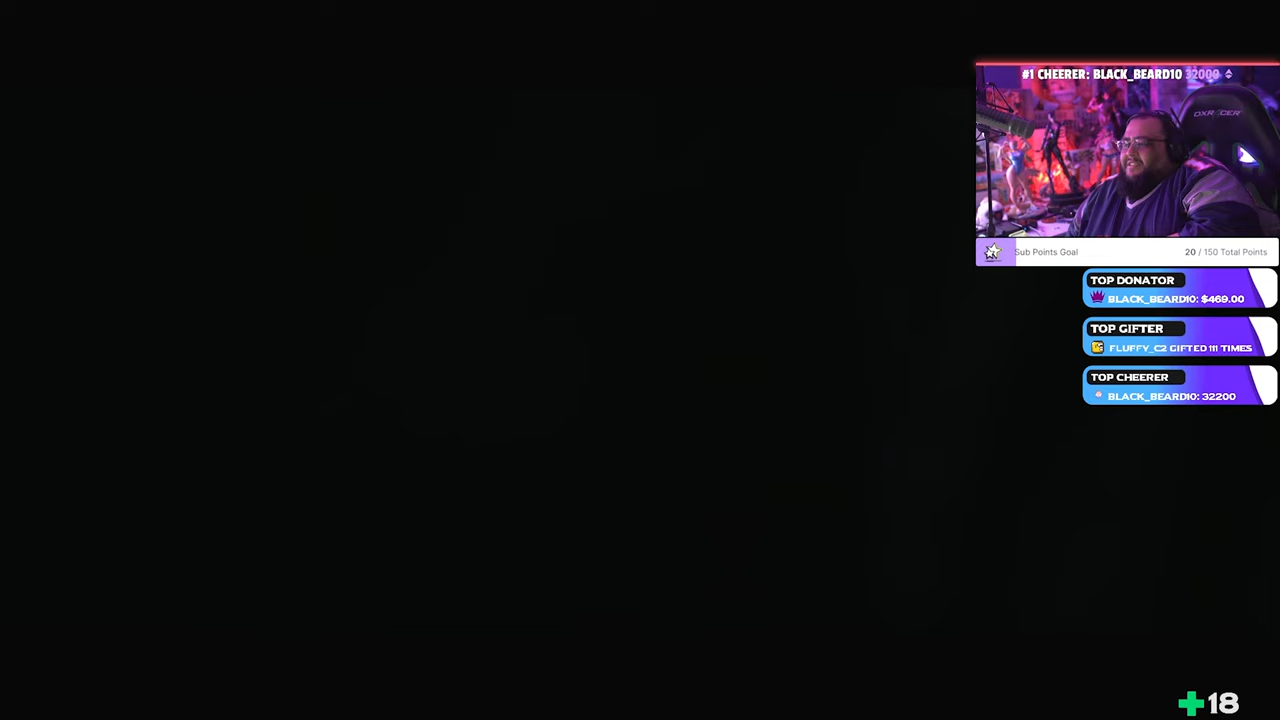 #1 CHEERER: BLACK_BEARD10 32000
DXRACER
Sub Points Goal 20 / 150 Total Points
TOP DONATOR
BLACK_BEARD10: $469.00
TOP GIFTER
FLUFFY_C2 GIFTED 111 TIMES
TOP CHEERER
BLACK_BEARD10: 32200
+18